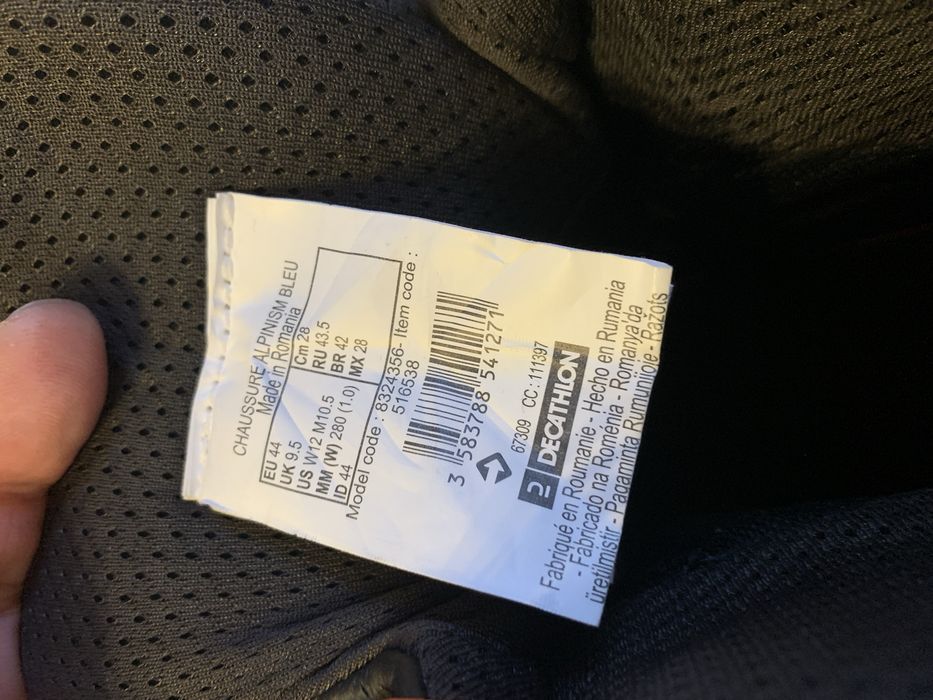 CHAUSSURE ALPINISM BLEU
Made in Romania
EU 44
UK 9.5
US W12 M10.5
MM (W) 280 (1.0)
ID 44
Cm 28
RU 43.5
BR 42
MX 28
Model code : 8324356- Item code :
516538
3 583788 541271
67309 CC:111397
DECATHLON
Fabriqué en Roumanie - Hecho en Rumania
- Fabricado na Roménia - Romanya'da
üretilmistir - Pagaminta Rumunijoje - Ražots